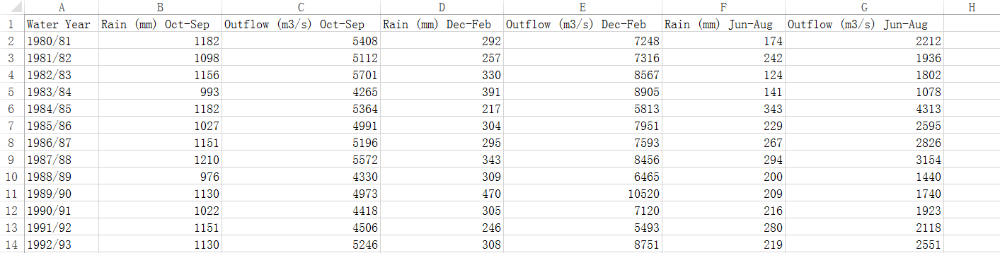 A B C D E F G H
1 Water Year Rain (mm) Oct-Sep Outflow (m3/s) Oct-Sep Rain (mm) Dec-Feb Outflow (m3/s) Dec-Feb Rain (mm) Jun-Aug Outflow (m3/s) Jun-Aug
2 1980/81 1182 5408 292 7248 174 2212
3 1981/82 1098 5112 257 7316 242 1936
4 1982/83 1156 5701 330 8567 124 1802
5 1983/84 993 4265 391 8905 141 1078
6 1984/85 1182 5364 217 5813 343 4313
7 1985/86 1027 4991 304 7951 229 2595
8 1986/87 1151 5196 295 7593 267 2826
9 1987/88 1210 5572 343 8456 294 3154
10 1988/89 976 4330 309 6465 200 1440
11 1989/90 1130 4973 470 10520 209 1740
12 1990/91 1022 4418 305 7120 216 1923
13 1991/92 1151 4506 246 5493 280 2118
14 1992/93 1130 5246 308 8751 219 2551